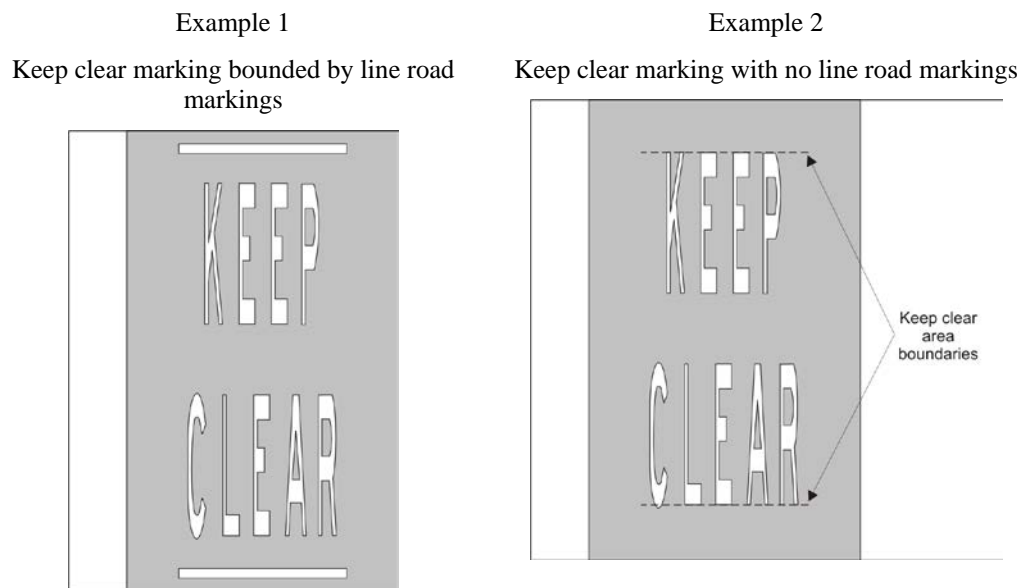 Example 1
Keep clear marking bounded by line road
markings
KEEP
CLEAR
Example 2
Keep clear marking with no line road markings
KEEP
CLEAR
Keep clear
area
boundaries